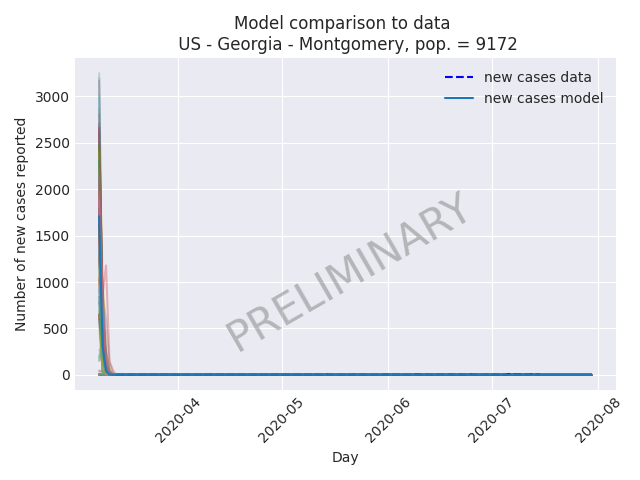 Model comparison to data
US - Georgia - Montgomery, pop. = 9172
new cases data
new cases model
Number of new cases reported
3000
2500
2000
1500
1000
500
0
PRELIMINARY
2020-04
2020-05
2020-06
2020-07
2020-08
Day